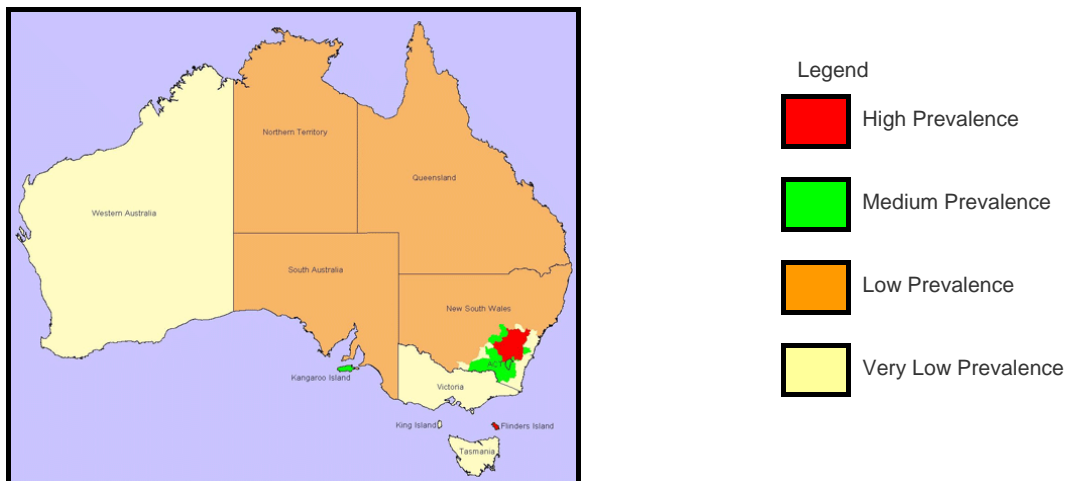 Legend
High Prevalence
Northern Territory
Queensland
Medium Prevalence
Western Australia
South Australia
Low Prevalence
New South Wales
ACT
Kangaroo Island
Victoria
Very Low Prevalence
King Island
Flinders Island
Tasmania